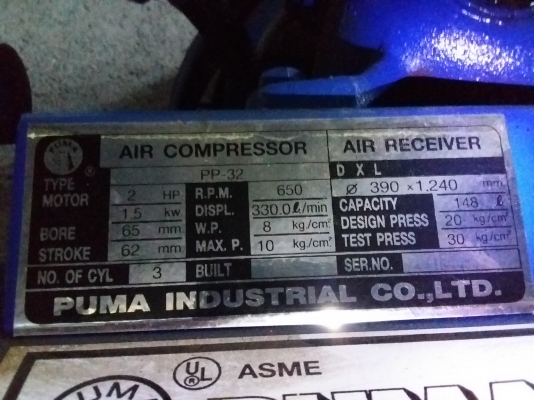 PUMA ®
AIR COMPRESSOR
TYPE PP-32
MOTOR 2 HP
1.5 kw
BORE 65 mm
STROKE 62 mm
NO. OF CYL 3
R.P.M. 650
DISPL. 330.0ℓ/min
W.P. 8 kg/cm²
MAX. P. 10 kg/cm²
BUILT
AIR RECEIVER
D X L
Ø 390 ×1.240 mm
CAPACITY 148 ℓ
DESIGN PRESS 20 kg/cm²
TEST PRESS 30 kg/cm²
SER.NO.
PUMA INDUSTRIAL CO.,LTD.
UL ® ASME